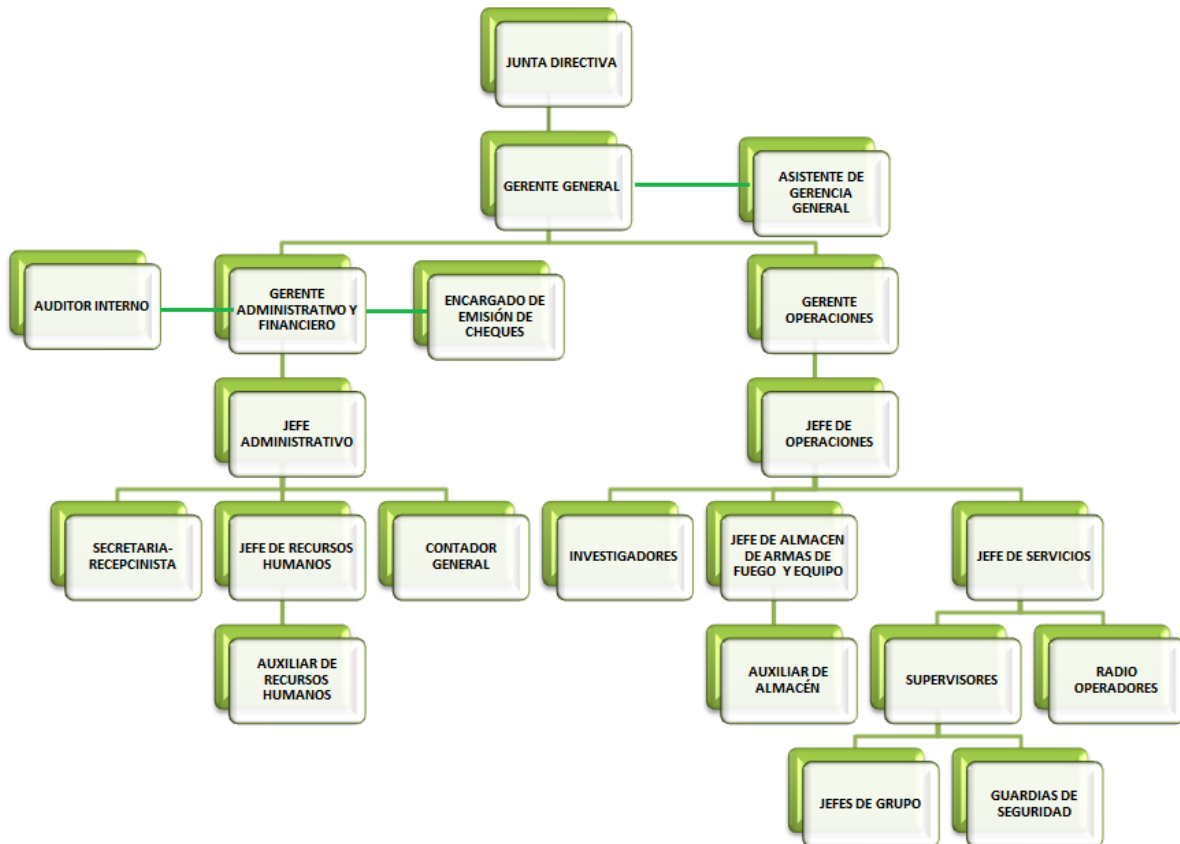 JUNTA DIRECTIVA
GERENTE GENERAL
ASISTENTE DE
GERENCIA
GENERAL
AUDITOR INTERNO
GERENTE
ADMINISTRATIVO Y
FINANCIERO
ENCARGADO DE
EMISIÓN DE
CHEQUES
GERENTE
OPERACIONES
JEFE
ADMINISTRATIVO
JEFE DE
OPERACIONES
SECRETARIA-
RECEPCINISTA
JEFE DE RECURSOS
HUMANOS
CONTADOR
GENERAL
INVESTIGADORES
JEFE DE ALMACEN
DE ARMAS DE
FUEGO Y EQUIPO
JEFE DE SERVICIOS
AUXILIAR DE
RECURSOS
HUMANOS
AUXILIAR DE
ALMACÉN
SUPERVISORES
RADIO
OPERADORES
JEFES DE GRUPO
GUARDIAS DE
SEGURIDAD